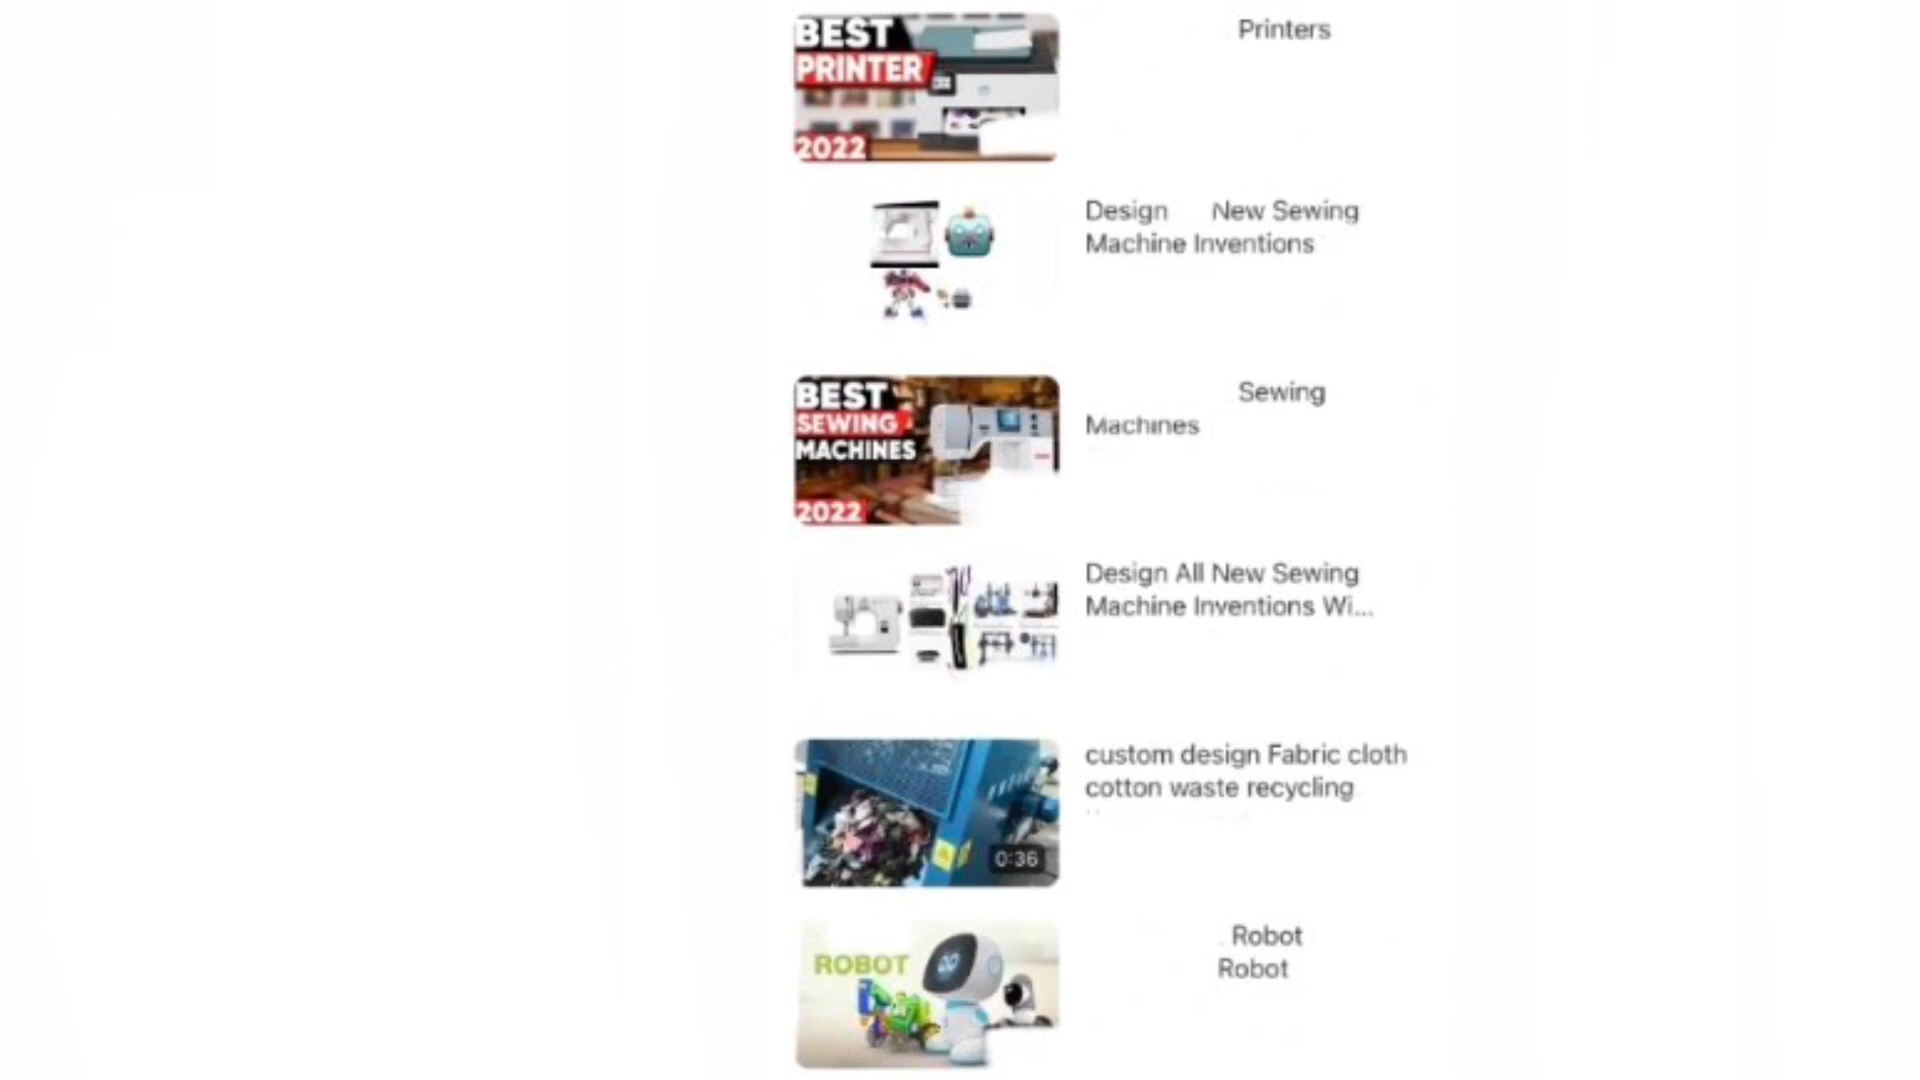 BEST
PRINTER
2022
Printers
Design New Sewing
Machine Inventions
BEST
SEWING
MACHINES
2022
Sewing
Machines
Design All New Sewing
Machine Inventions Wi...
custom design Fabric cloth
cotton waste recycling
0:36
ROBOT
Robot
Robot